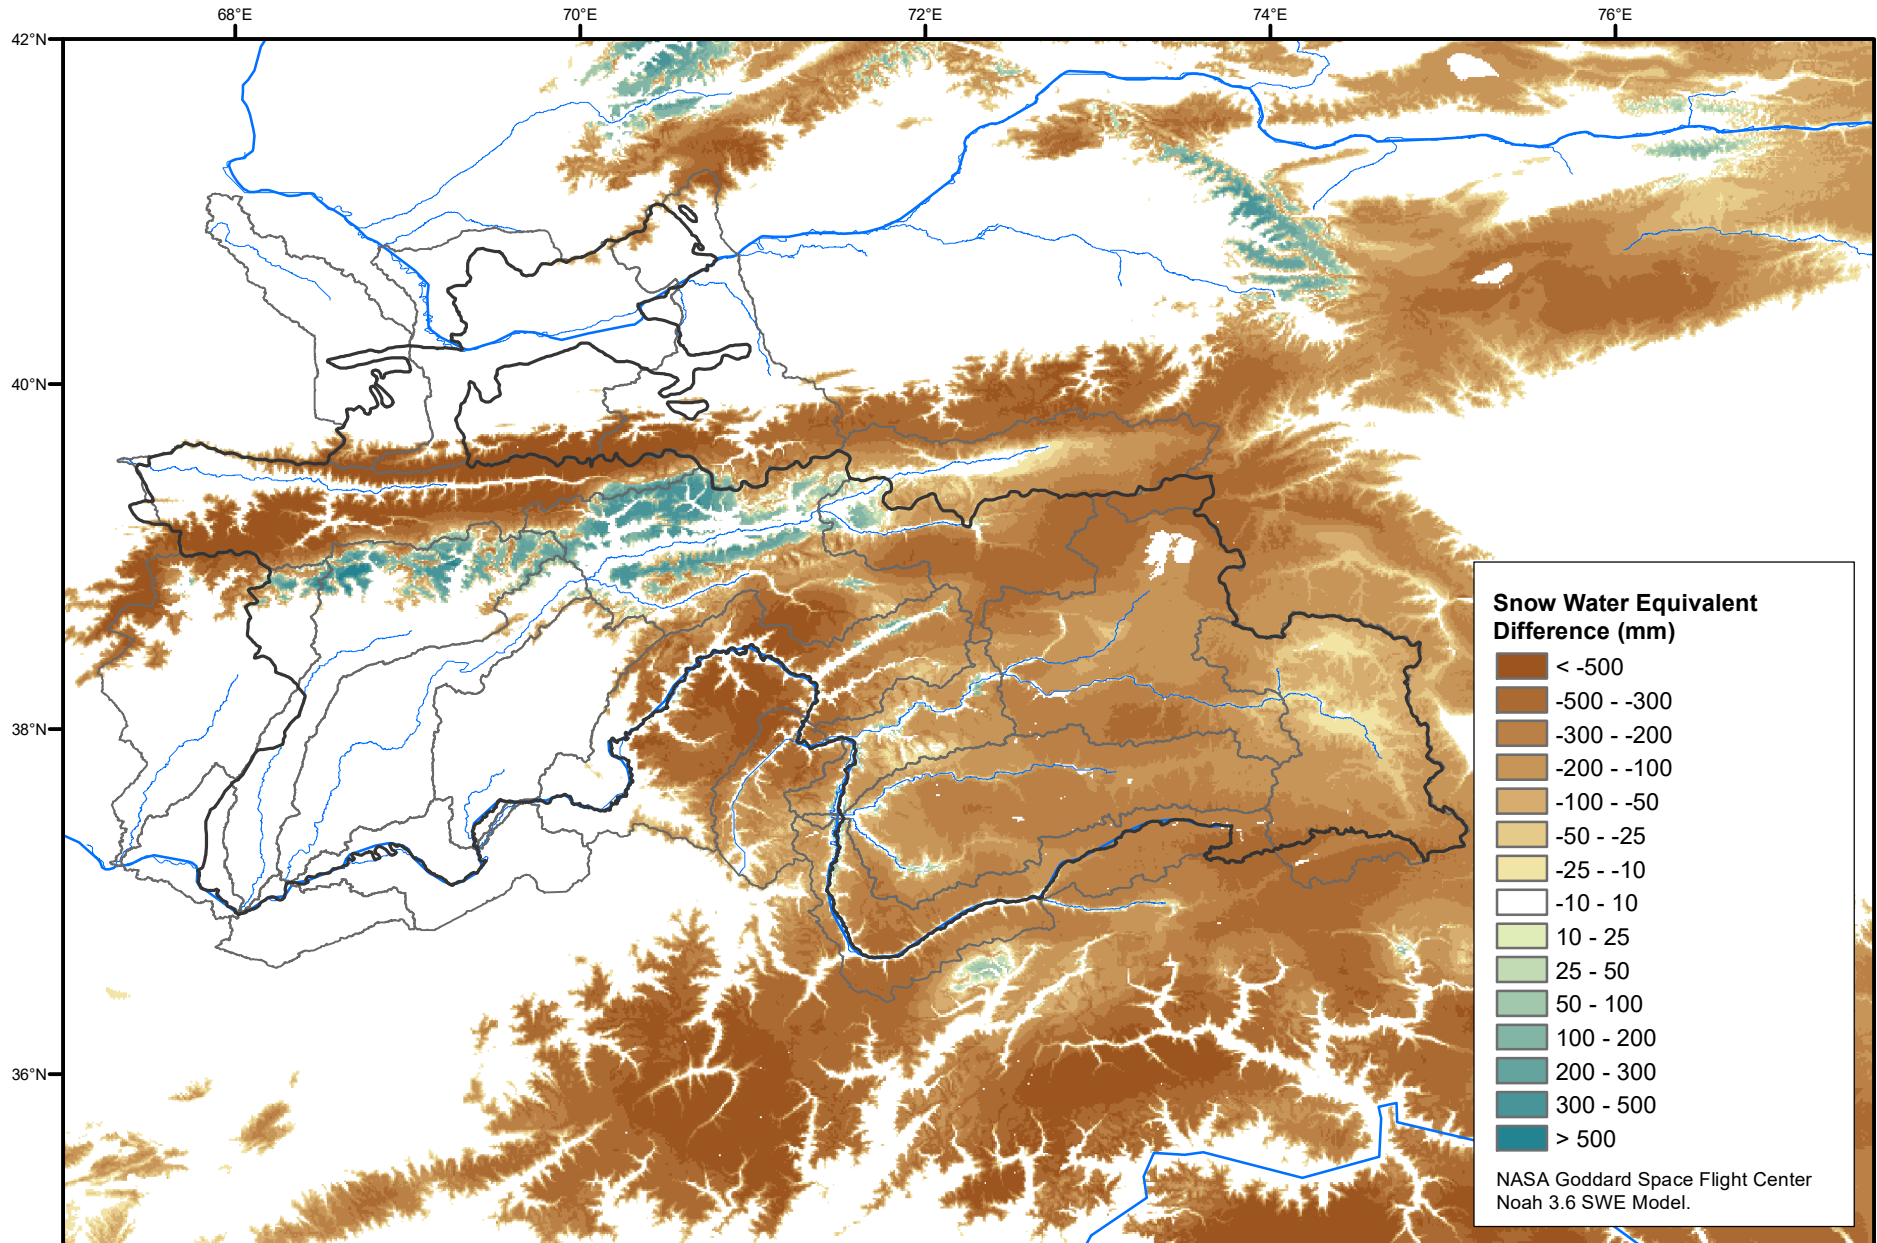 68°E
70°E
72°E
74°E
76°E
42°N
40°N
38°N
36°N
Snow Water Equivalent
Difference (mm)
< -500
-500 - -300
-300 - -200
-200 - -100
-100 - -50
-50 - -25
-25 - -10
-10 - 10
10 - 25
25 - 50
50 - 100
100 - 200
200 - 300
300 - 500
> 500
NASA Goddard Space Flight Center
Noah 3.6 SWE Model.